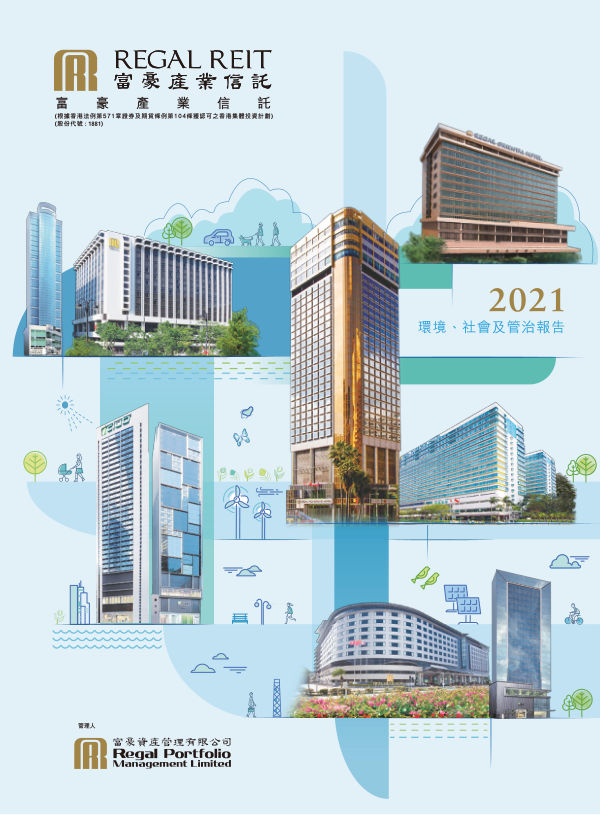 REGAL REIT
富豪產業信託
富豪產業信託
(根據香港法例第571章證券及期貨條例第104條獲認可之香港集體投資計劃)
(股份代號 : 1881)
REGAL ORIENTAL HOTEL
2021
環境、社會及管治報告
管理人
富豪資產管理有限公司
Regal Portfolio
Management Limited